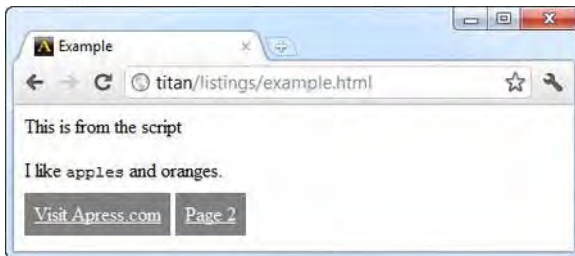 Example
titan/listings/example.html
This is from the script
I like apples and oranges.
Visit Apress.com Page 2